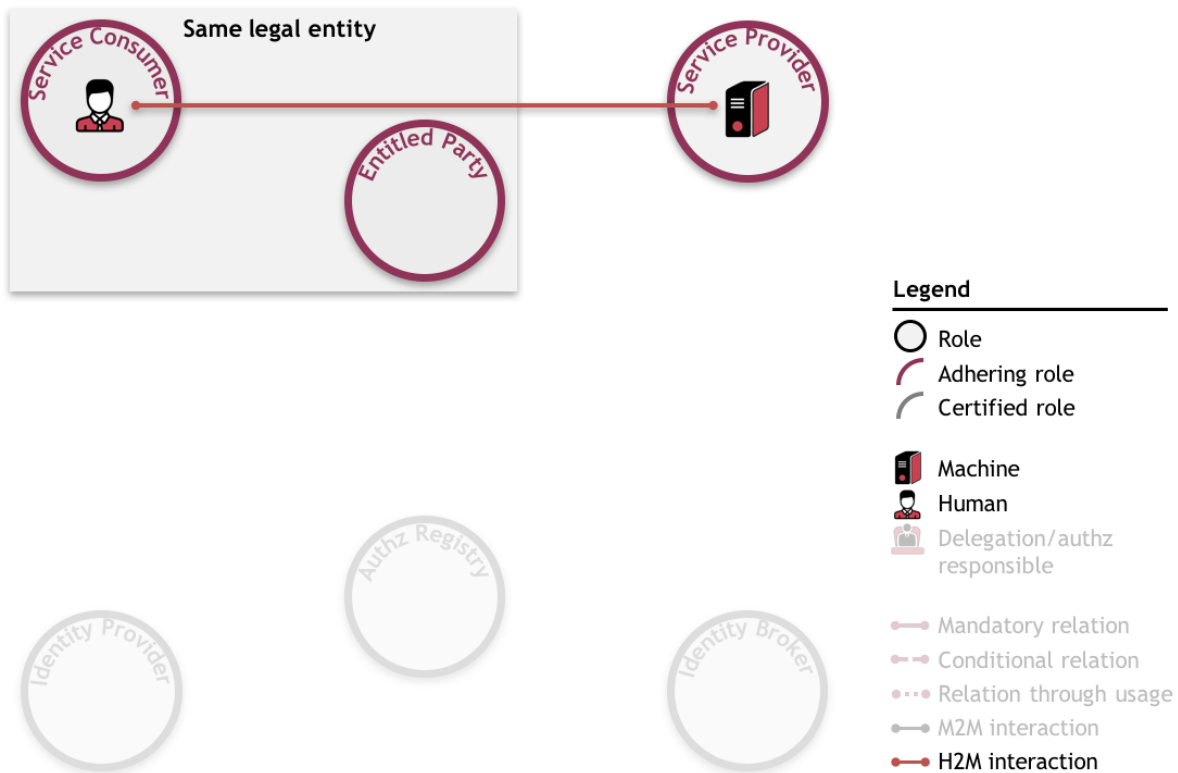 Same legal entity
Service Consumer
Service Provider
Entitled Party
Legend
Role
Adhering role
Certified role
Machine
Human
Delegation/authz
responsible
Authz Registry
Identity Provider
Identity Broker
Mandatory relation
Conditional relation
Relation through usage
M2M interaction
H2M interaction